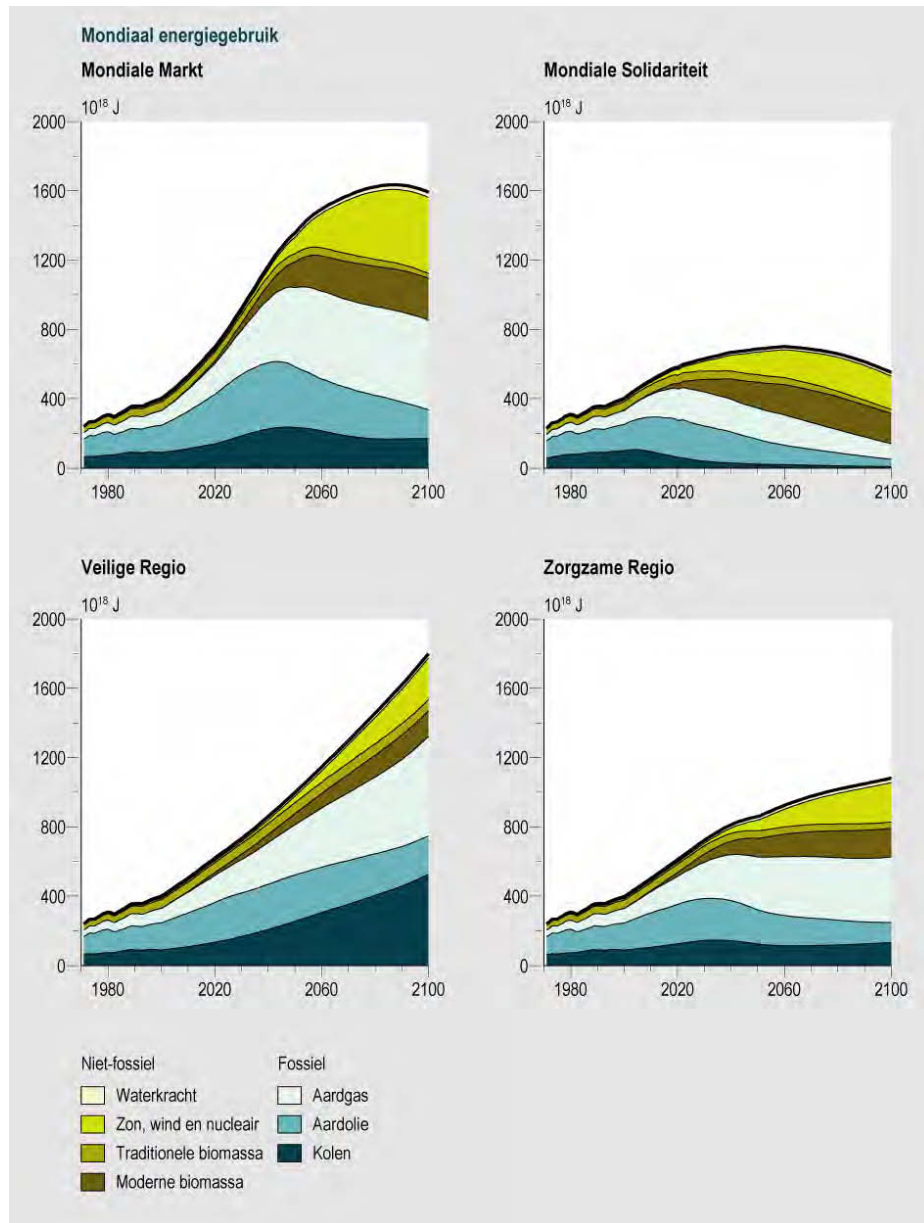 Mondiaal energiegebruik
Mondiale Markt
10¹⁸ J
2000
1600
1200
800
400
0
1980 2020 2060 2100
Mondiale Solidariteit
10¹⁸ J
2000
1600
1200
800
400
0
1980 2020 2060 2100
Veilige Regio
10¹⁸ J
2000
1600
1200
800
400
0
1980 2020 2060 2100
Zorgzame Regio
10¹⁸ J
2000
1600
1200
800
400
0
1980 2020 2060 2100
Niet-fossiel
Waterkracht
Zon, wind en nucleair
Traditionele biomassa
Moderne biomassa
Fossiel
Aardgas
Aardolie
Kolen